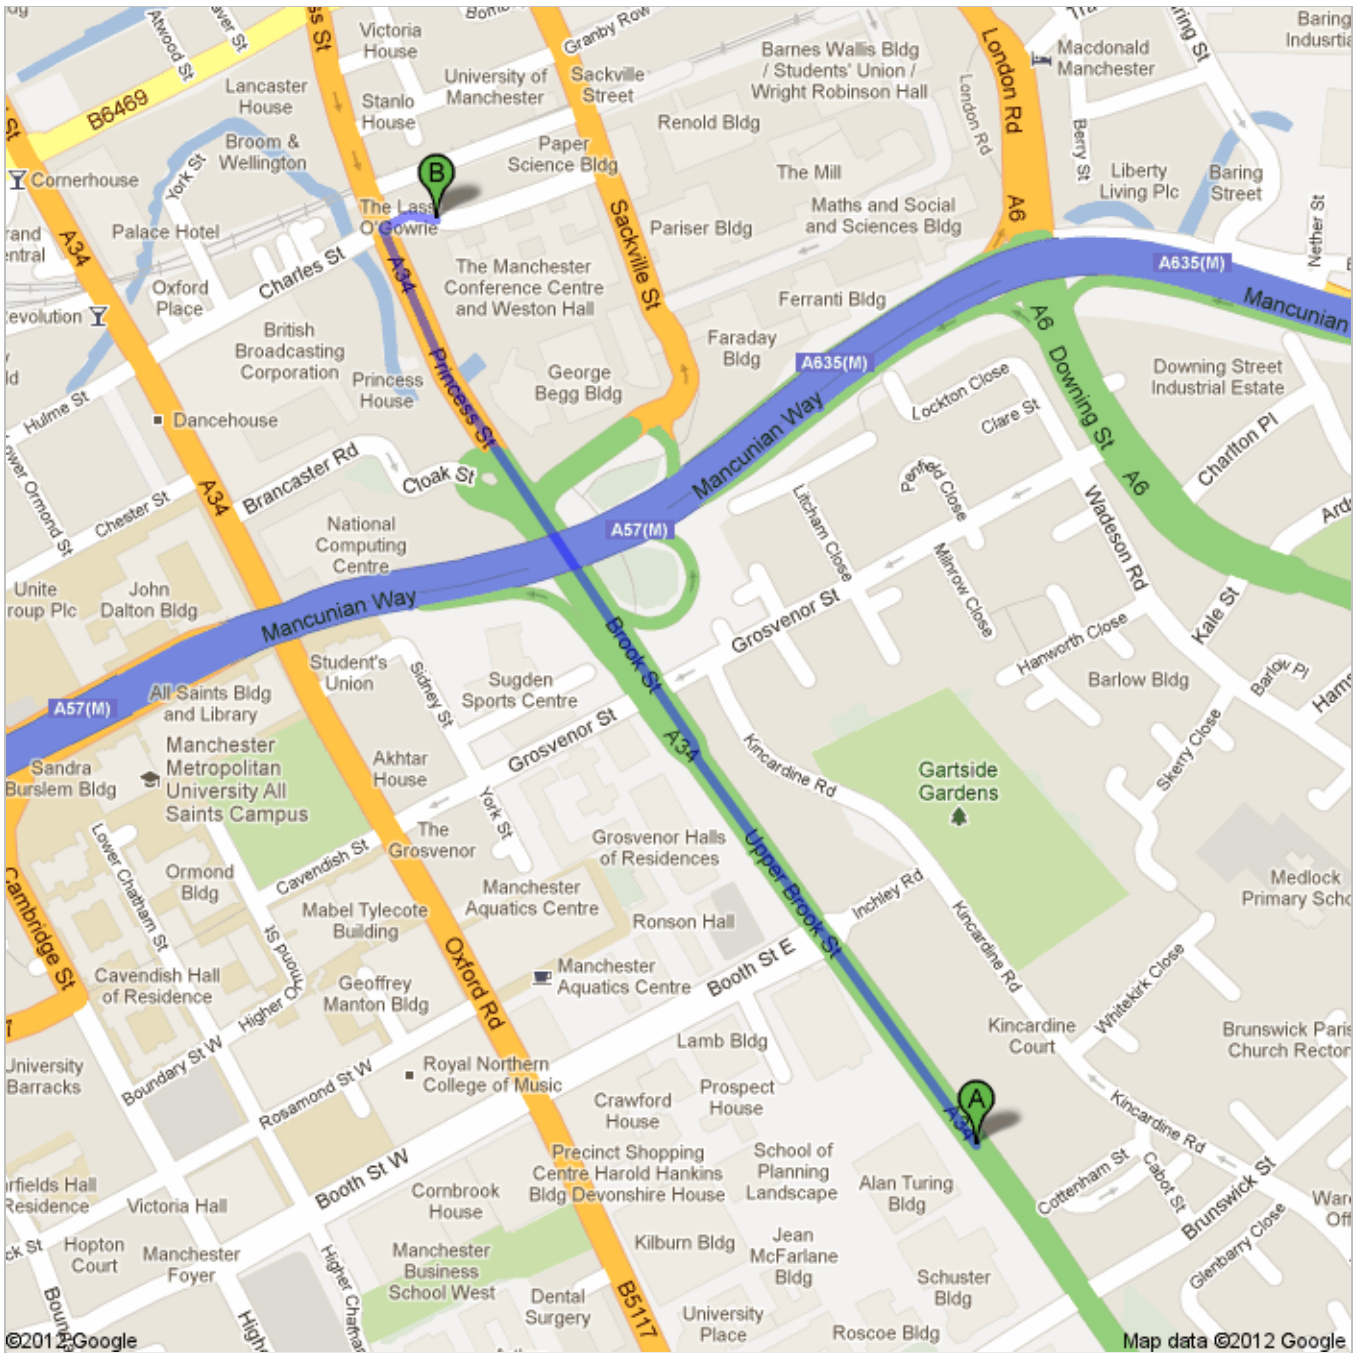 Atwood St
B6469
Victoria
House
Granby Row
Lancaster
House
University of
Manchester
Sackville
Street
Barnes Wallis Bldg
/ Students' Union /
Wright Robinson Hall
London Rd
London Rd
Macdonald
Manchester
Baring
Stanlo
House
Broom &
Wellington
Paper
Science Bldg
Renold Bldg
Berry St
B
York St
Cornerhouse
The Mill
Liberty
Living Plc
Baring
Street
The Lass
O'Gowrie
Palace Hotel
Sackville St
Pariser Bldg
Maths and Social
and Sciences Bldg
A6
Nether St
A34
A34
Charles St
Oxford
Place
The Manchester
Conference Centre
and Weston Hall
Ferranti Bldg
A635(M)
Mancunian
A6
British
Broadcasting
Corporation
Faraday
Bldg
A635(M)
Princess St
Princess
House
George
Begg Bldg
Downing St
Downing Street
Industrial Estate
Lockton Close
Clare St
Hulme St
Dancehouse
Mancunian Way
Charlton Pl
Brancaster Rd
Cloak St
Penfield Close
A6
A34
Chester St
Lower Ormond St
Litcham Close
Wadeson Rd
National
Computing
Centre
A57(M)
Milnrow Close
John
Dalton Bldg
Unite
roup Plc
Mancunian Way
Grosvenor St
Kale St
Hanworth Close
Brook St
Student's
Union
Sidney St
Sugden
Sports Centre
Barlow Bldg
Barlow Pl
A57(M)
All Saints Bldg
and Library
Grosvenor St
A34
Kincardine Rd
Skerry Close
Manchester
Metropolitan
University All
Saints Campus
Sandra
Burslem Bldg
Akhtar
House
York St
Gartside
Gardens
Lower Chatham St
The
Grosvenor
Grosvenor Halls
of Residences
Upper Brook St
Cavendish St
Ormond
Bldg
Manchester
Aquatics Centre
Inchley Rd
Medlock
Primary Scho
Cambridge St
Mabel Tylecote
Building
Ronson Hall
Kincardine Rd
Oxford Rd
Booth St E
Cavendish Hall
of Residence
Higher Ormond St
Geoffrey
Manton Bldg
Manchester
Aquatics Centre
Whitekirk Close
Kincardine
Court
Brunswick Paris
Church Rector
Lamb Bldg
University
Barracks
Boundary St W
Rosamond St W
Royal Northern
College of Music
Crawford
House
Prospect
House
A
A34
Kincardine Rd
Precinct Shopping
Centre Harold Hankins
Bldg Devonshire House
School of
Planning
Landscape
Alan Turing
Bldg
Cottenham St
Cabot St
Brunswick St
Booth St W
rfields Hall
Residence
Victoria Hall
Cornbrook
House
Hopton
Court
Manchester
Foyer
Manchester
Business
School West
Kilburn Bldg
Jean
McFarlane
Bldg
Glenbarry Close
Schuster
Bldg
Dental
Surgery
B5117
University
Place
Roscoe Bldg
©2012 Google
Map data ©2012 Google